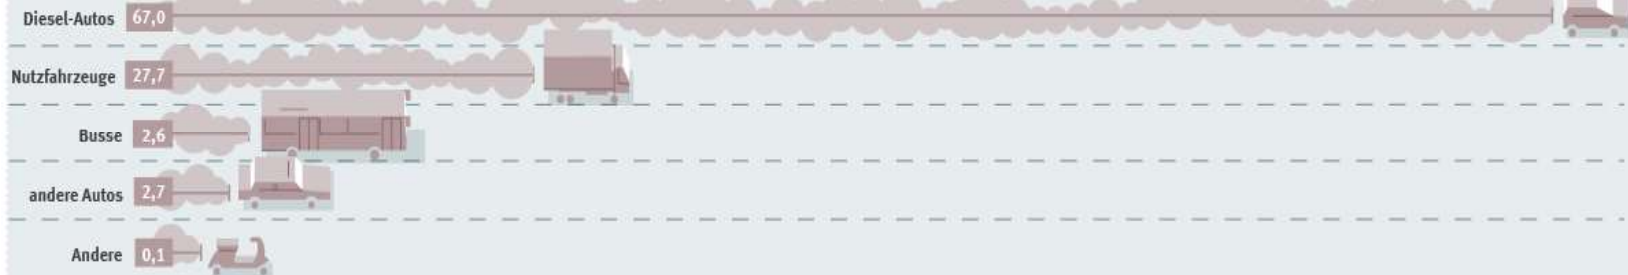 Diesel-Autos 67,0
Nutzfahrzeuge 27,7
Busse 2,6
andere Autos 2,7
Andere 0,1